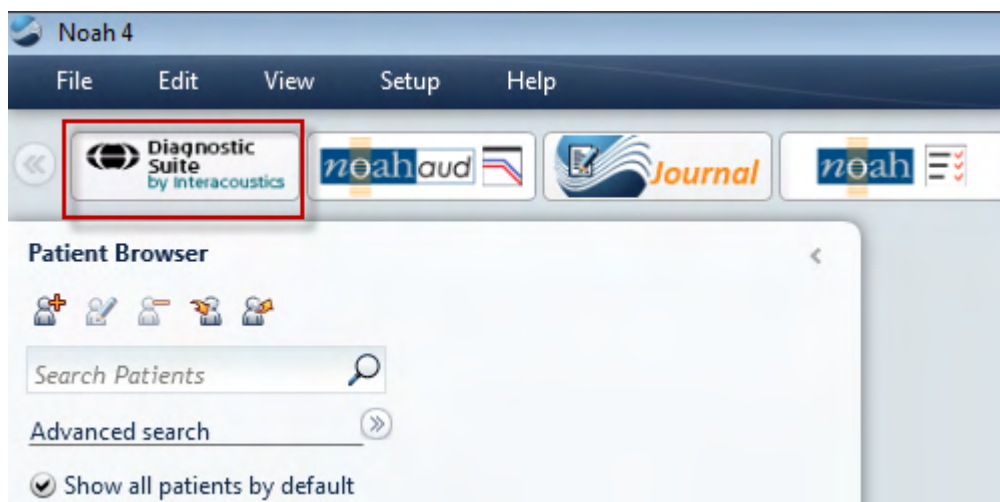 Noah 4
File Edit View Setup Help
Diagnostic
Suite
by Interacoustics
noahaud
Journal
noah
Patient Browser
Search Patients
Advanced search
Show all patients by default